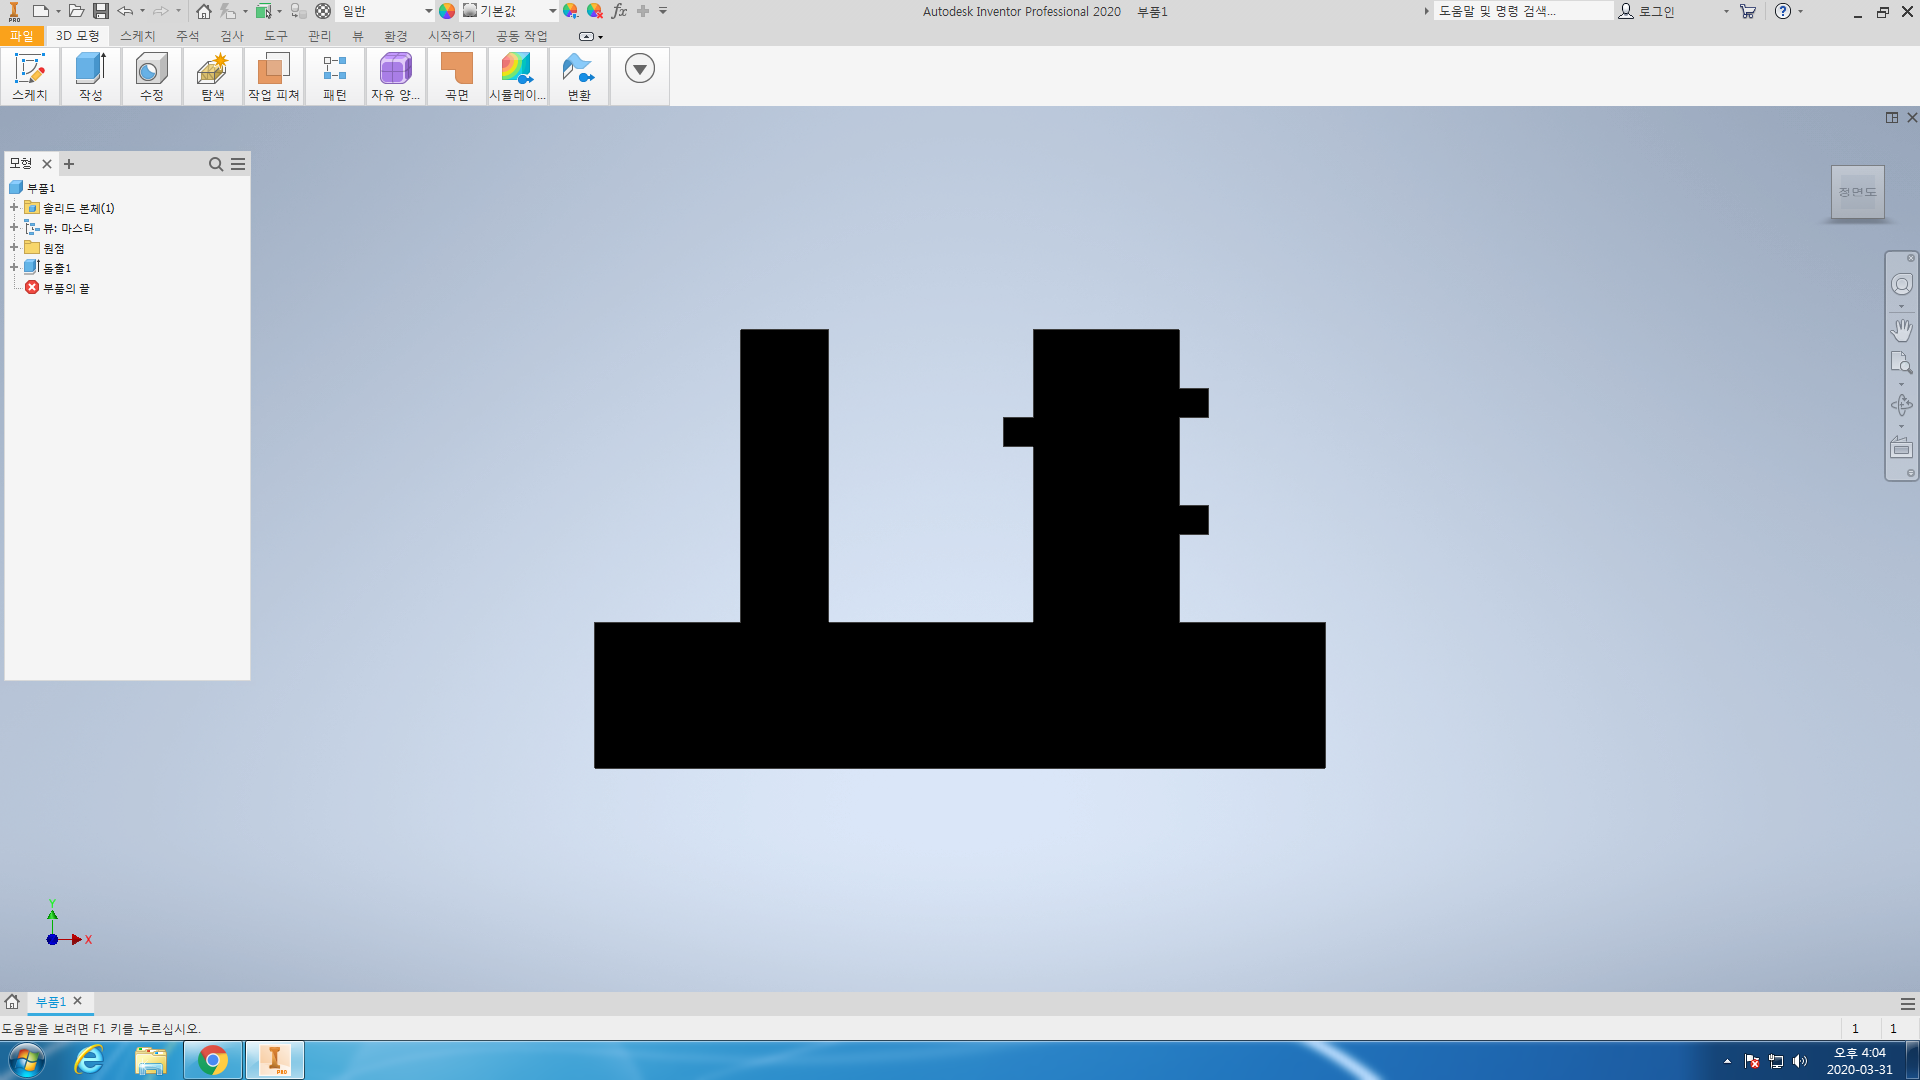 일반
기본값
fx
Autodesk Inventor Professional 2020 부품1
도움말 및 명령 검색...
로그인
파일 3D 모형 스케치 주석 검사 도구 관리 뷰 환경 시작하기 공동 작업
스케치 작성 수정 탐색 작업 피쳐 패턴 자유 양... 곡면 시뮬레이... 변환
모형
부품1
솔리드 본체(1)
뷰: 마스터
원점
돌출1
부품의 끝
정면도
Y
X
부품1
도움말을 보려면 F1 키를 누르십시오.
1 1
오후 4:04
2020-03-31